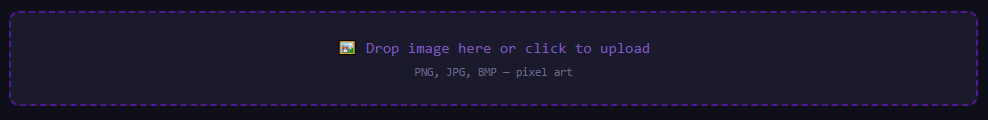 Drop image here or click to upload
PNG, JPG, BMP — pixel art